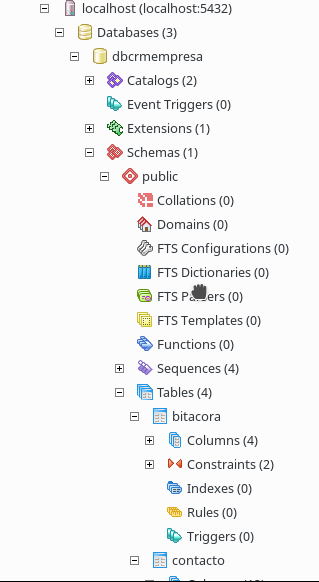 localhost (localhost:5432)
Databases (3)
dbcrmempresa
Catalogs (2)
Event Triggers (0)
Extensions (1)
Schemas (1)
public
Collations (0)
Domains (0)
FTS Configurations (0)
FTS Dictionaries (0)
FTS Parsers (0)
FTS Templates (0)
Functions (0)
Sequences (4)
Tables (4)
bitacora
Columns (4)
Constraints (2)
Indexes (0)
Rules (0)
Triggers (0)
contacto